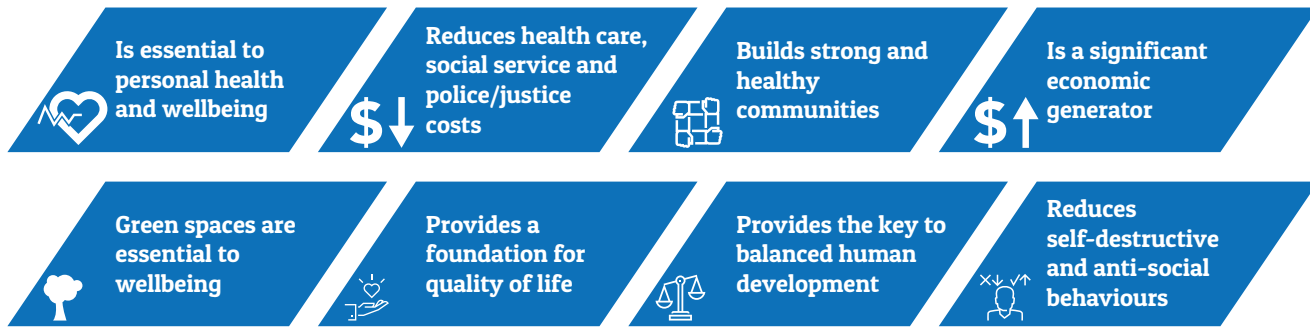 Is essential to
personal health
and wellbeing
$
Reduces health care,
social service and
police/justice
costs
Builds strong and
healthy
communities
$
Is a significant
economic
generator
Green spaces are
essential to
wellbeing
Provides a
foundation for
quality of life
Provides the key to
balanced human
development
Reduces
self-destructive
and anti-social
behaviours